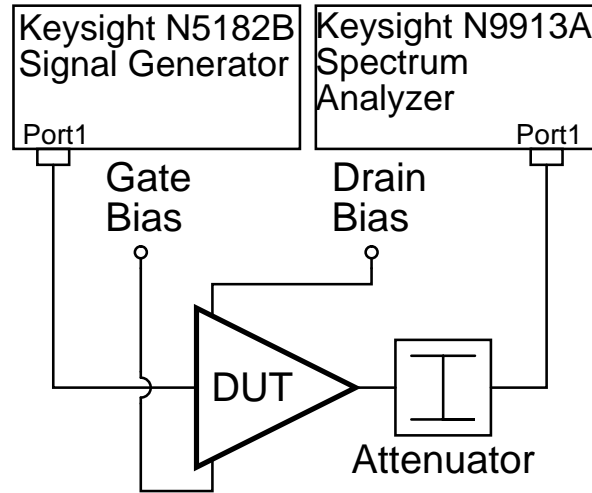 Keysight N5182B
Signal Generator
Port1
Keysight N9913A
Spectrum
Analyzer
Port1
Gate
Bias
Drain
Bias
DUT
Attenuator